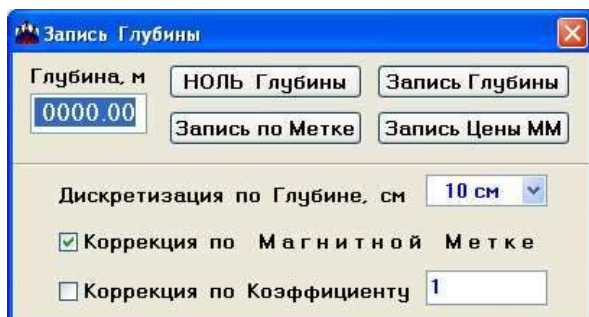 Запись Глубины
Глубина, м
НОЛЬ Глубины
Запись Глубины
0000.00
Запись по Метке
Запись Цены ММ
Дискретизация по Глубине, см
10 см
Коррекция по Магнитной Метке
Коррекция по Коэффициенту
1